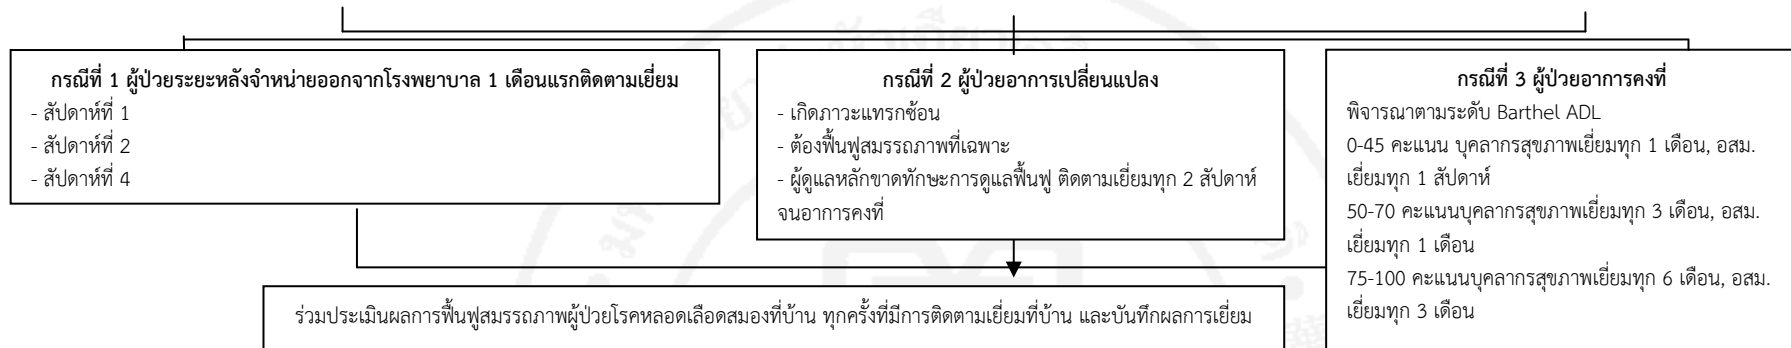 กรณีที่ 1 ผู้ป่วยระยะหลังจำหน่ายออกจากโรงพยาบาล 1 เดือนแรกติดตามเยี่ยม
- สัปดาห์ที่ 1
- สัปดาห์ที่ 2
- สัปดาห์ที่ 4
กรณีที่ 2 ผู้ป่วยอาการเปลี่ยนแปลง
- เกิดภาวะแทรกซ้อน
- ต้องฟื้นฟูสมรรถภาพที่เฉพาะ
- ผู้ดูแลหลักขาดทักษะการดูแลฟื้นฟู ติดตามเยี่ยมทุก 2 สัปดาห์
จนอาการคงที่
กรณีที่ 3 ผู้ป่วยอาการคงที่
พิจารณาตามระดับ Barthel ADL
0-45 คะแนน บุคลากรสุขภาพเยี่ยมทุก 1 เดือน, อสม.
เยี่ยมทุก 1 สัปดาห์
50-70 คะแนนบุคลากรสุขภาพเยี่ยมทุก 3 เดือน, อสม.
เยี่ยมทุก 1 เดือน
75-100 คะแนนบุคลากรสุขภาพเยี่ยมทุก 6 เดือน, อสม.
เยี่ยมทุก 3 เดือน
ร่วมประเมินผลการฟื้นฟูสมรรถภาพผู้ป่วยโรคหลอดเลือดสมองที่บ้าน ทุกครั้งที่มีการติดตามเยี่ยมที่บ้าน และบันทึกผลการเยี่ยม